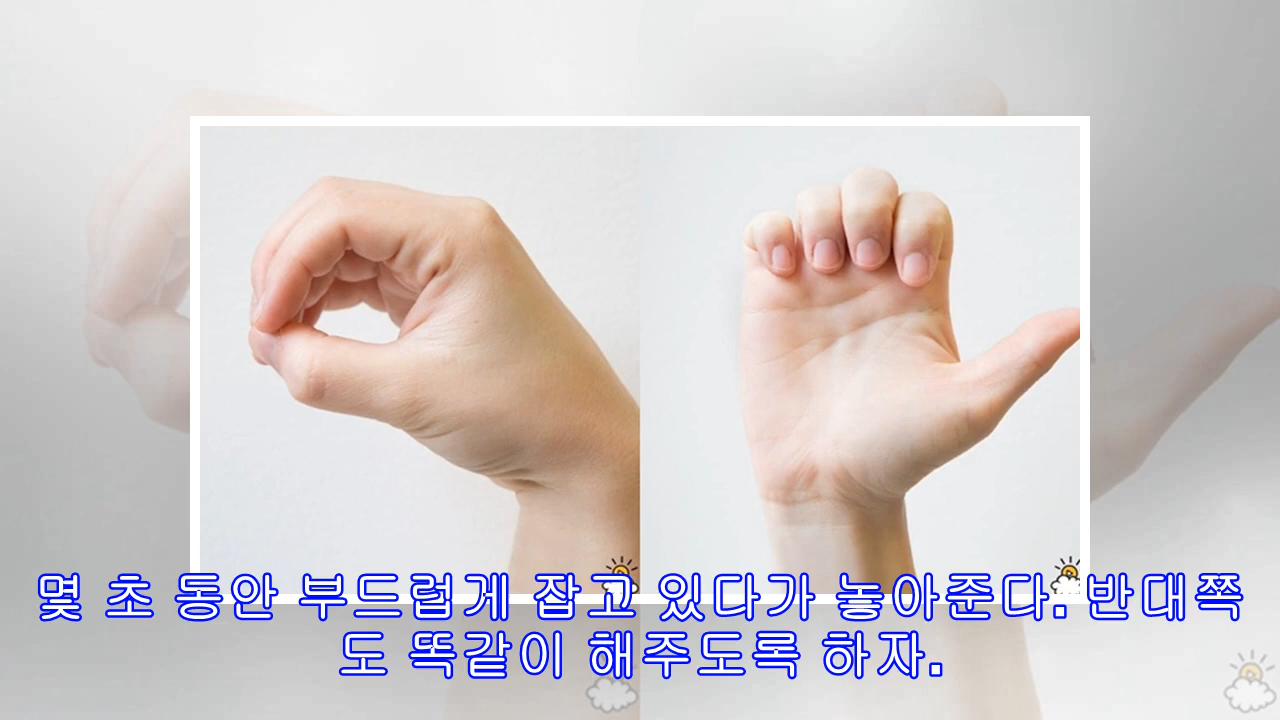 몇 초 동안 부드럽게 잡고 있다가 놓아준다. 반대쪽
도 똑같이 해주도록 하자.